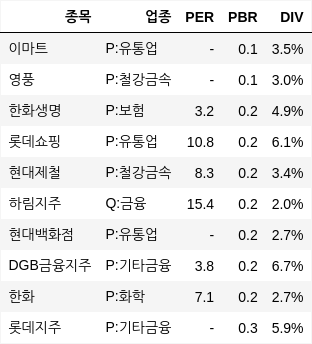 종목 업종 PER PBR DIV
이마트 P:유통업 - 0.1 3.5%
영풍 P:철강금속 - 0.1 3.0%
한화생명 P:보험 3.2 0.2 4.9%
롯데쇼핑 P:유통업 10.8 0.2 6.1%
현대제철 P:철강금속 8.3 0.2 3.4%
하림지주 Q:금융 15.4 0.2 2.0%
현대백화점 P:유통업 - 0.2 2.7%
DGB금융지주 P:기타금융 3.8 0.2 6.7%
한화 P:화학 7.1 0.2 2.7%
롯데지주 P:기타금융 - 0.3 5.9%